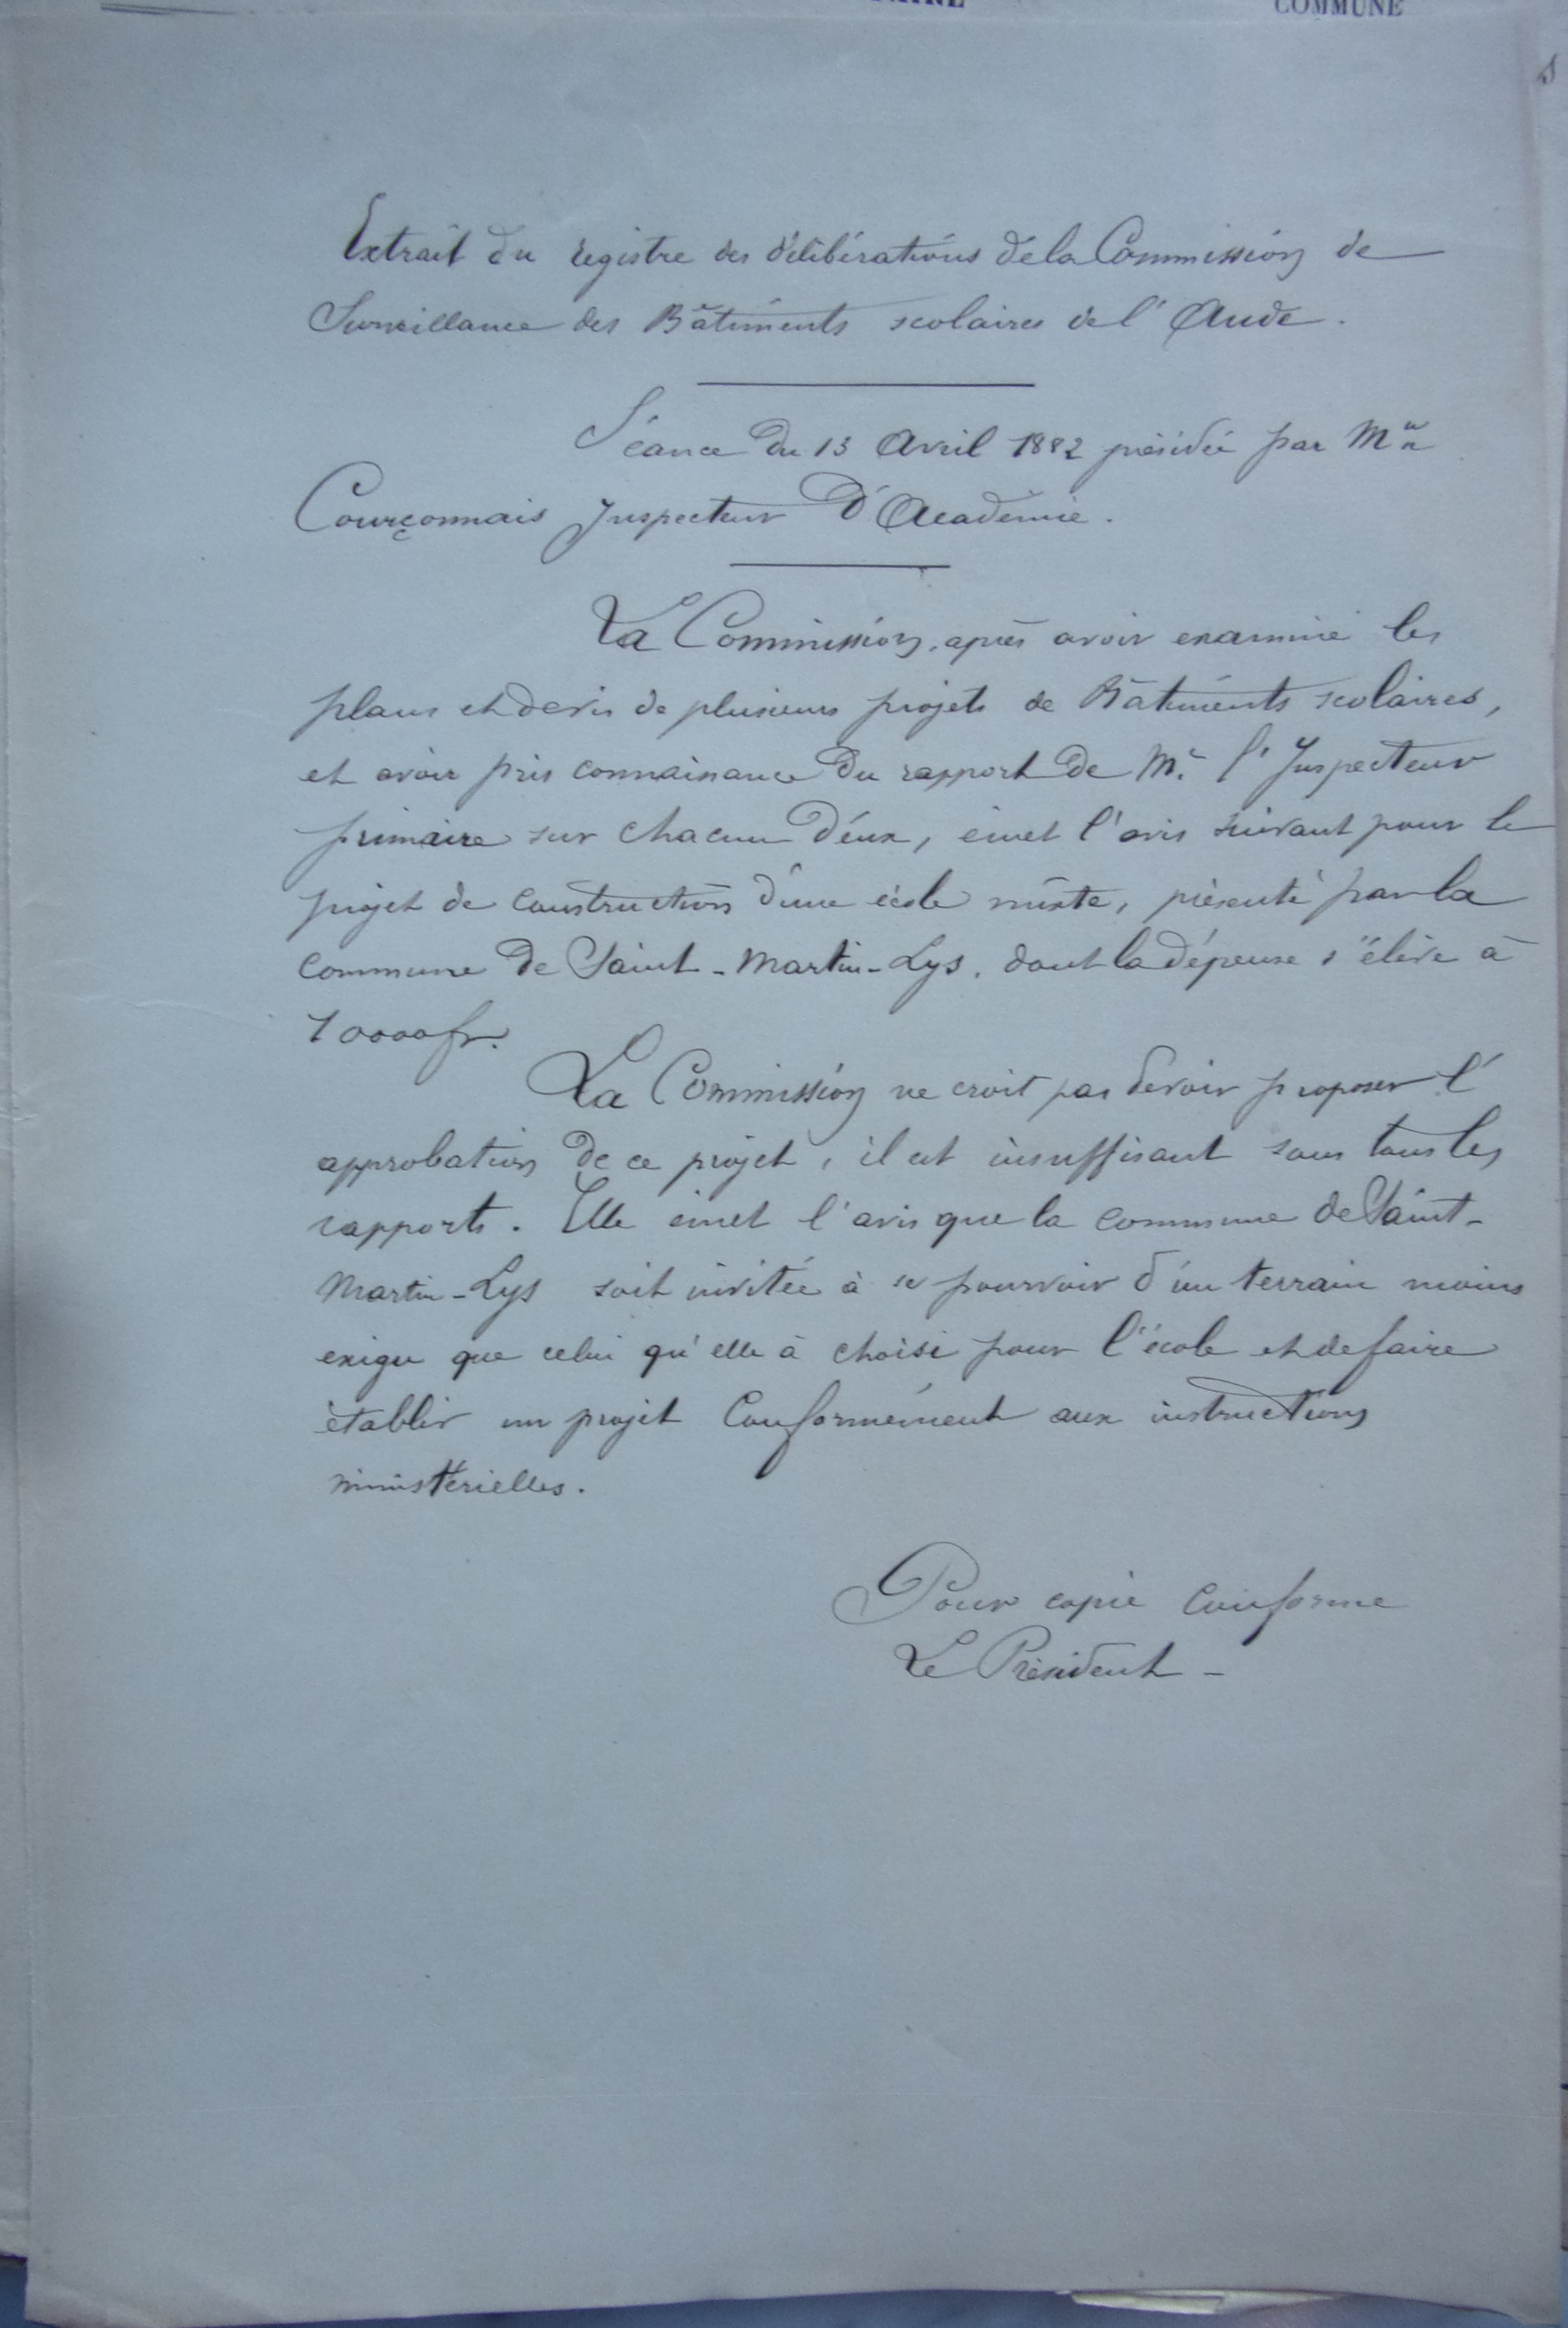 COMMUNE
Extrait du registre des délibérations de la Commission de
Surveillance des Bâtiments scolaires de l'Aude.
Séance du 13 Avril 1882 présidée par Mr
Courçonnais Inspecteur d'Académie.
La Commission, après avoir examiné les
plans et devis de plusieurs projets de Bâtiments scolaires,
et avoir pris connaissance du rapport de Mr l'Inspecteur
primaire sur chacun d'eux, émet l'avis suivant pour le
projet de construction d'une école mixte, présenté par la
commune de Saint-Martin-Lys, dont la dépense s'élève à
10000 fr.
La Commission ne croit pas devoir proposer l'
approbation de ce projet, il est insuffisant sous tous les
rapports. Elle émet l'avis que la commune de Saint-
Martin-Lys soit invitée à se pourvoir d'un terrain moins
exigu que celui qu'elle à choisi pour l'école et de faire
établir un projet conformément aux instructions
ministérielles.
Pour copie conforme
Le Président -